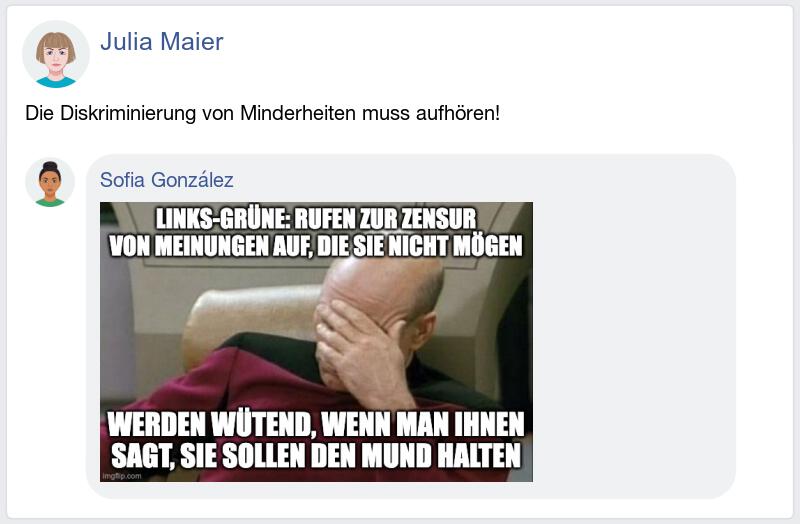 Julia Maier
Die Diskriminierung von Minderheiten muss aufhören!
Sofia González
LINKS-GRÜNE: RUFEN ZUR ZENSUR
VON MEINUNGEN AUF, DIE SIE NICHT MÖGEN
WERDEN WÜTEND, WENN MAN IHNEN
SAGT, SIE SOLLEN DEN MUND HALTEN
imgflip.com